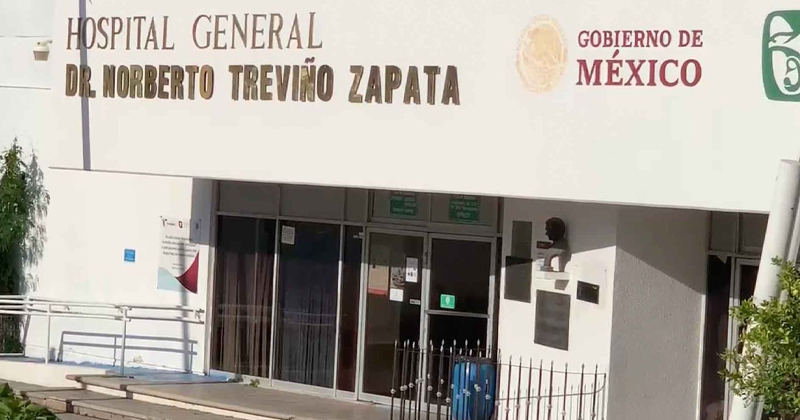 HOSPITAL GENERAL
DR. NORBERTO TREVIÑO ZAPATA
GOBIERNO DE
MÉXICO